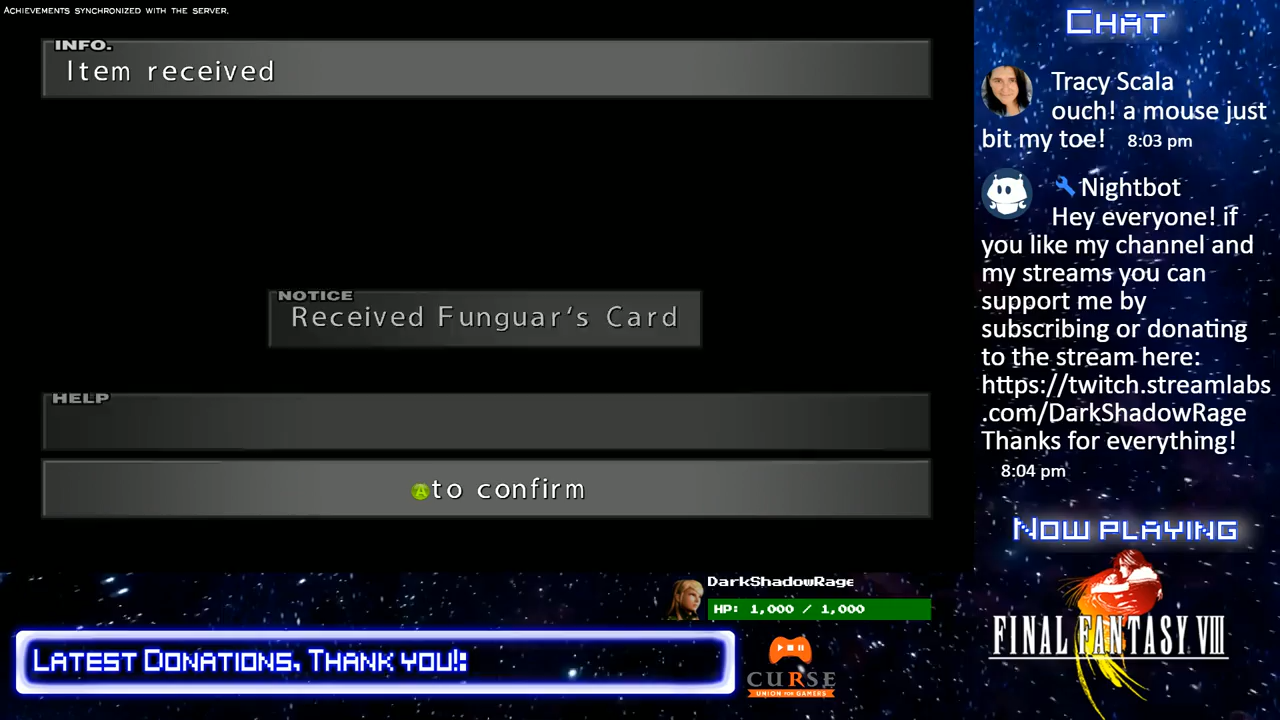 Achievements synchronized with the server.
INFO.
Item received
NOTICE
Received Funguar's Card
HELP
A to confirm
Chat
Tracy Scala
ouch! a mouse just
bit my toe! 8:03 pm
Nightbot
Hey everyone! if
you like my channel and
my streams you can
support me by
subscribing or donating
to the stream here:
https://twitch.streamlabs
.com/DarkShadowRage
Thanks for everything!
8:04 pm
Now playing
FINAL FANTASY VIII
DarkShadowRage
HP: 1,000 / 1,000
Latest Donations, Thank you!:
CURSE
UNION FOR GAMERS